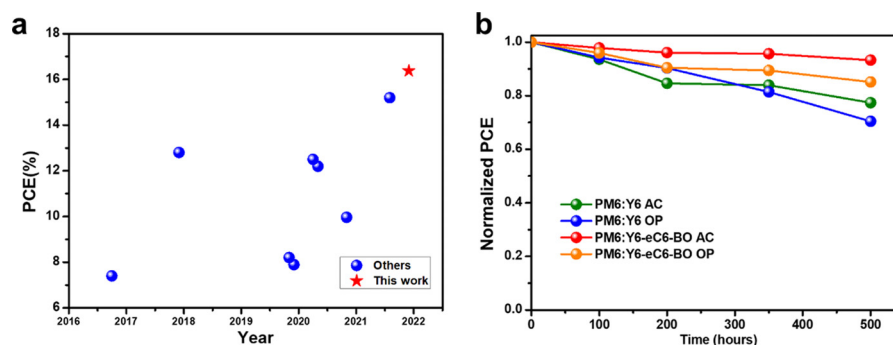 a
18
16
14
12
10
8
6
PCE(%)
2016 2017 2018 2019 2020 2021 2022
Year
Others
This work
b
1.0
0.8
0.6
0.4
0.2
0.0
Normalized PCE
PM6:Y6 AC
PM6:Y6 OP
PM6:Y6-eC6-BO AC
PM6:Y6-eC6-BO OP
0 100 200 300 400 500
Time (hours)